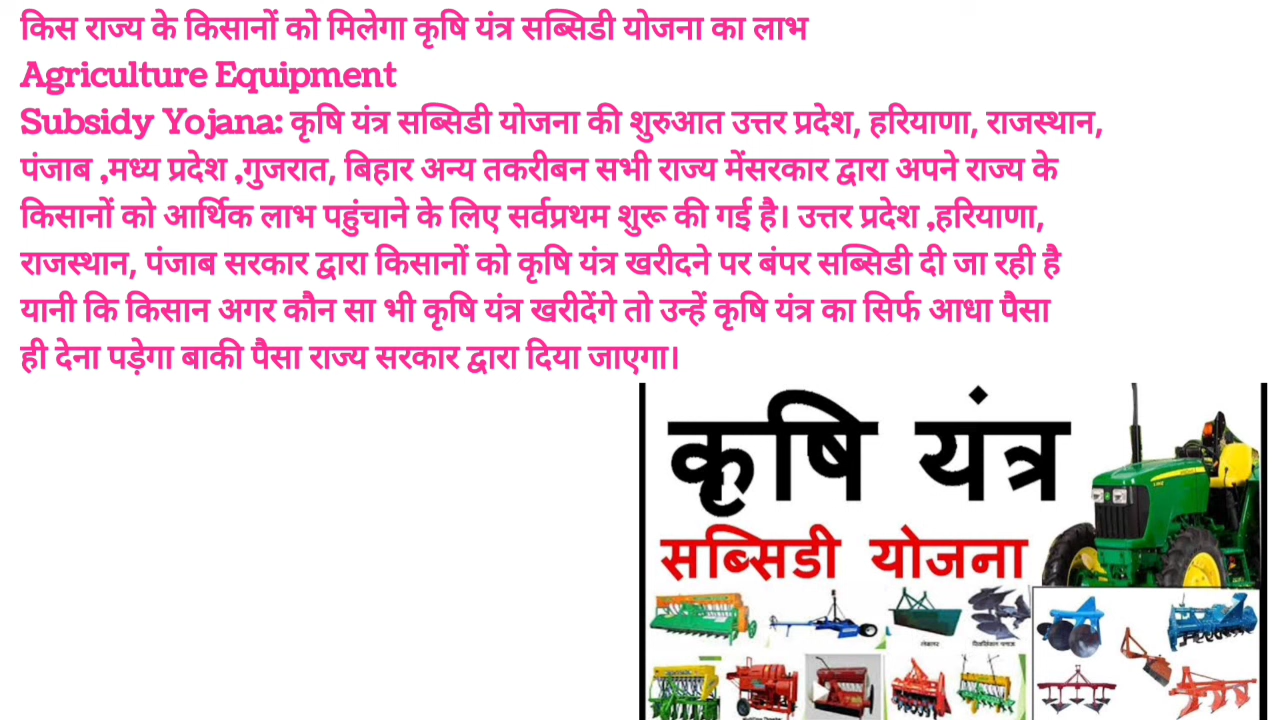 किस राज्य के किसानों को मिलेगा कृषि यंत्र सब्सिडी योजना का लाभ
Agriculture Equipment
Subsidy Yojana: कृषि यंत्र सब्सिडी योजना की शुरुआत उत्तर प्रदेश, हरियाणा, राजस्थान,
पंजाब ,मध्य प्रदेश ,गुजरात, बिहार अन्य तकरीबन सभी राज्य मेंसरकार द्वारा अपने राज्य के
किसानों को आर्थिक लाभ पहुंचाने के लिए सर्वप्रथम शुरू की गई है। उत्तर प्रदेश ,हरियाणा,
राजस्थान, पंजाब सरकार द्वारा किसानों को कृषि यंत्र खरीदने पर बंपर सब्सिडी दी जा रही है
यानी कि किसान अगर कौन सा भी कृषि यंत्र खरीदेंगे तो उन्हें कृषि यंत्र का सिर्फ आधा पैसा
ही देना पड़ेगा बाकी पैसा राज्य सरकार द्वारा दिया जाएगा।
कृषि यंत्र
सब्सिडी योजना